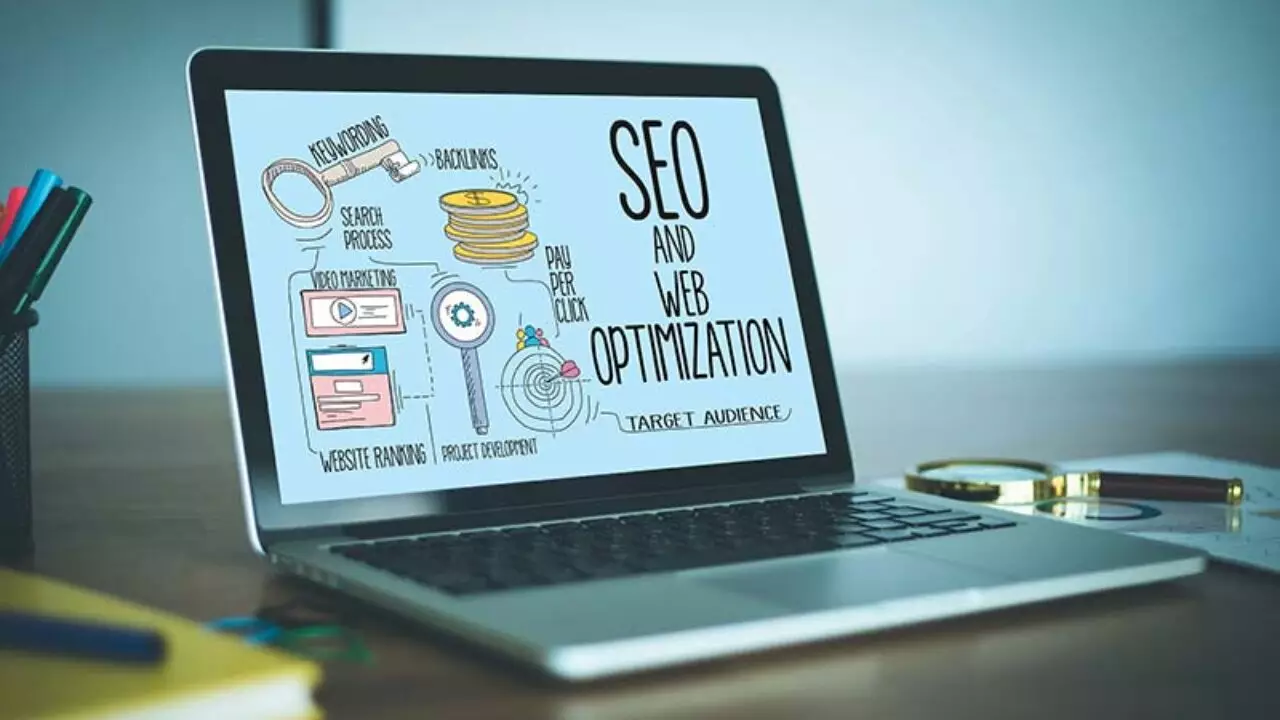 KEYWORDING
BACKLINKS
SEARCH
PROCESS
VIDEO MARKETING
PAY
PER
CLICK
WEBSITE RANKING
PROJECT DEVELOPMENT
SEO
AND
WEB
OPTIMIZATION
TARGET AUDIENCE